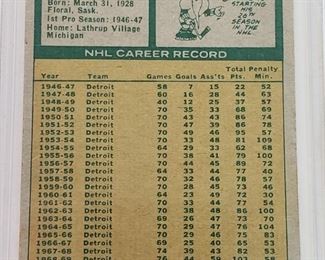 Born: March 31, 1928
Floral, Sask.
1st Pro Season: 1946-47
Home: Lathrup Village
Michigan
STARTING
HIS
20TH
SEASON
IN THE
NHL
NHL CAREER RECORD
Total Penalty
Year Team Games Goals Ass'ts Pts. Min.
1946-47 Detroit 58 7 15 22 52
1947-48 Detroit 60 16 28 44 63
1948-49 Detroit 40 12 25 37 57
1949-50 Detroit 70 35 33 68 69
1950-51 Detroit 70 43 43 86 74
1951-52 Detroit 70 47 39 86 78
1952-53 Detroit 70 49 46 95 57
1953-54 Detroit 70 33 48 81 109
1954-55 Detroit 64 29 33 62 68
1955-56 Detroit 70 38 41 79 100
1956-57 Detroit 70 44 45 89 72
1957-58 Detroit 64 33 44 77 40
1958-59 Detroit 70 32 46 78 57
1959-60 Detroit 70 28 45 73 46
1960-61 Detroit 64 23 49 72 30
1961-62 Detroit 70 33 44 77 54
1962-63 Detroit 70 38 48 86 100
1963-64 Detroit 69 26 47 73 70
1964-65 Detroit 70 29 47 76 104
1965-66 Detroit 70 29 46 75 83
1966-67 Detroit 69 25 40 65 53
1967-68 Detroit 74 39 43 82 53
1968-69 Detroit 76 44 59 103 58